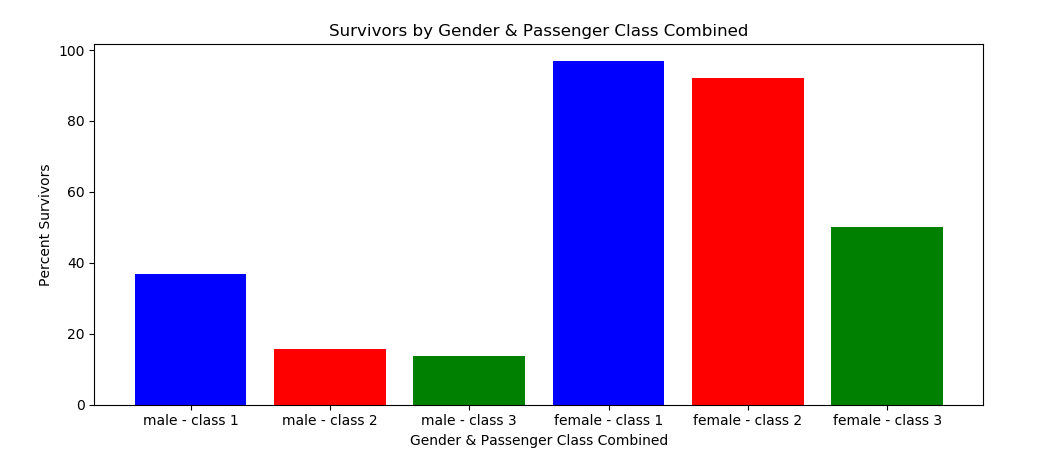 Survivors by Gender & Passenger Class Combined
Percent Survivors
100
80
60
40
20
0
male - class 1
male - class 2
male - class 3
female - class 1
female - class 2
female - class 3
Gender & Passenger Class Combined